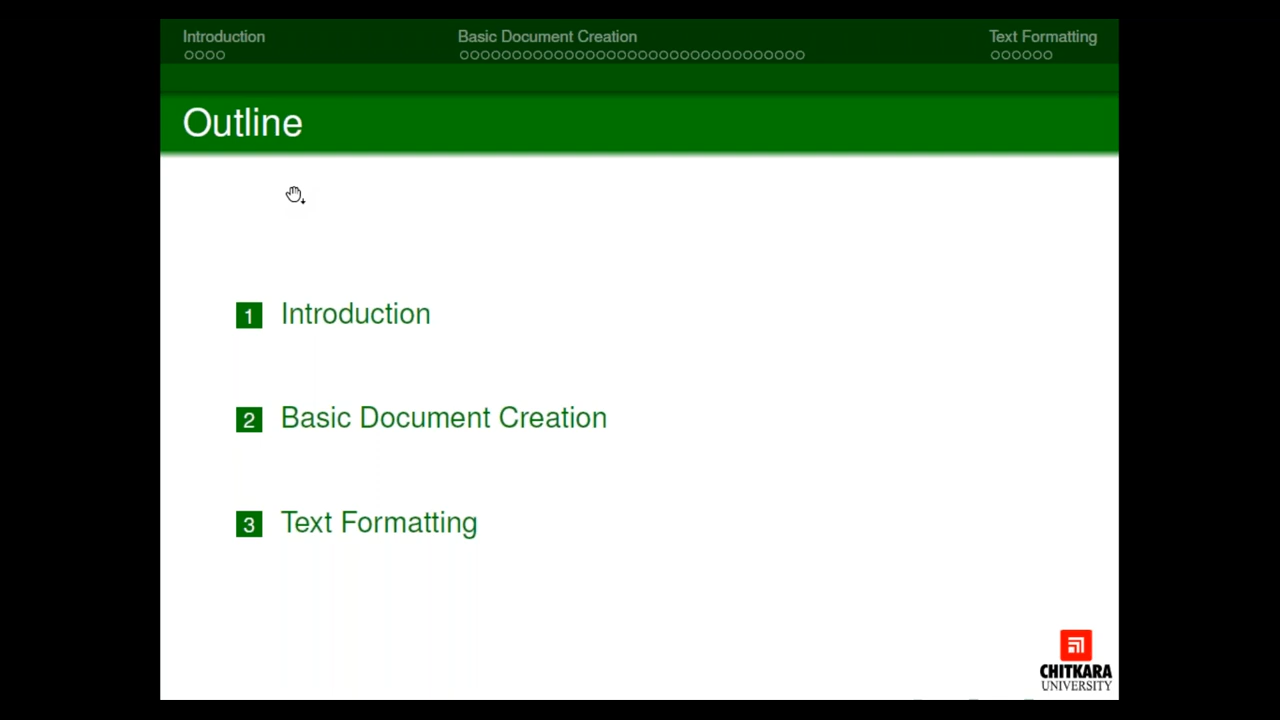 Introduction
Basic Document Creation
Text Formatting
Outline
1 Introduction
2 Basic Document Creation
3 Text Formatting
CHITKARA
UNIVERSITY